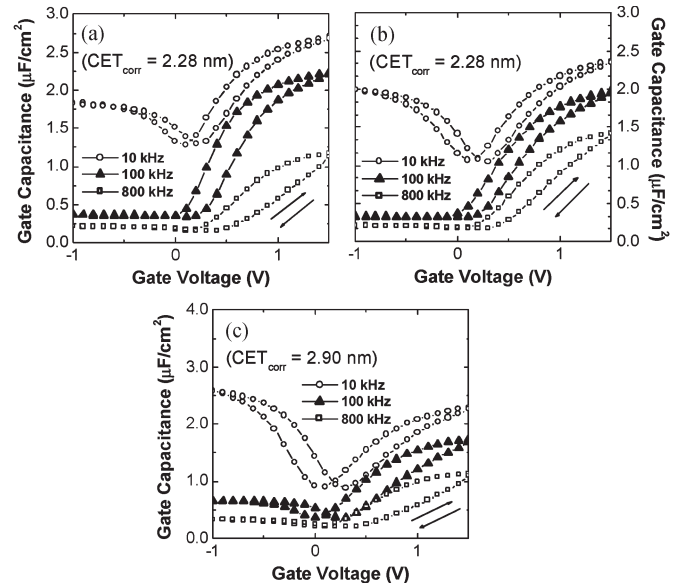 (a)
(CETcorr = 2.28 nm)
10 kHz
100 kHz
800 kHz
3.0
2.5
2.0
1.5
1.0
0.5
0.0
-1
0
1
Gate Voltage (V)
Gate Capacitance (μF/cm²)
(b)
(CETcorr = 2.28 nm)
10 kHz
100 kHz
800 kHz
3.0
2.5
2.0
1.5
1.0
0.5
0.0
-1
0
1
Gate Voltage (V)
Gate Capacitance (μF/cm²)
(c)
(CETcorr = 2.90 nm)
10 kHz
100 kHz
800 kHz
4.0
3.0
2.0
1.0
0.0
-1
0
1
Gate Voltage (V)
Gate Capacitance (μF/cm²)